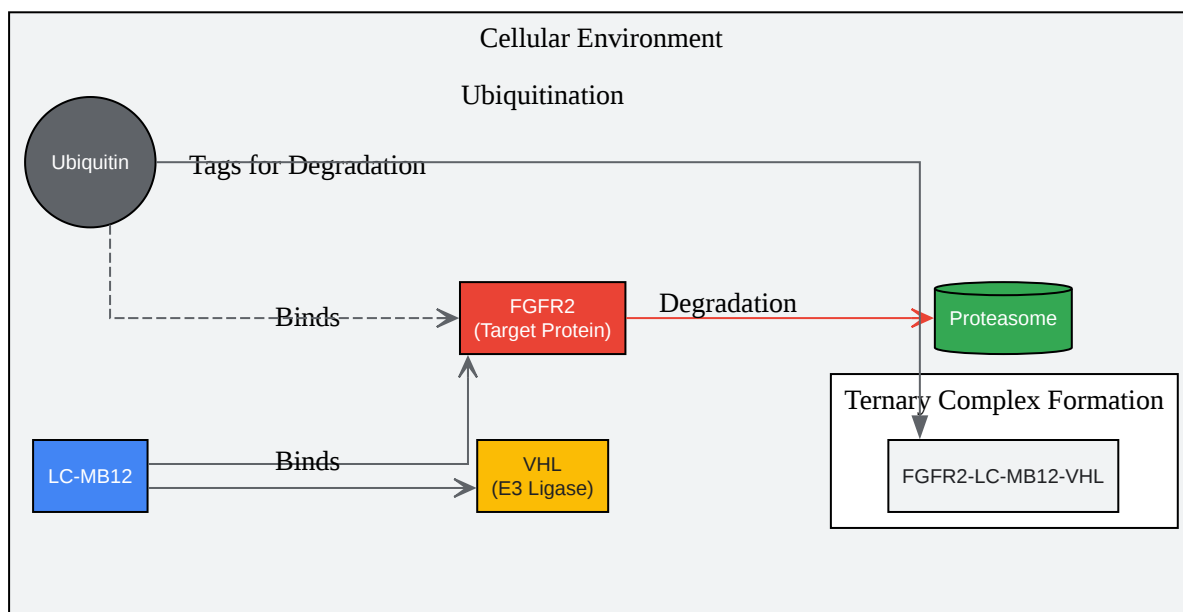 Cellular Environment
Ubiquitination
Ubiquitin
Tags for Degradation
Binds
FGFR2
(Target Protein)
Degradation
Proteasome
Ternary Complex Formation
LC-MB12
Binds
VHL
(E3 Ligase)
FGFR2-LC-MB12-VHL